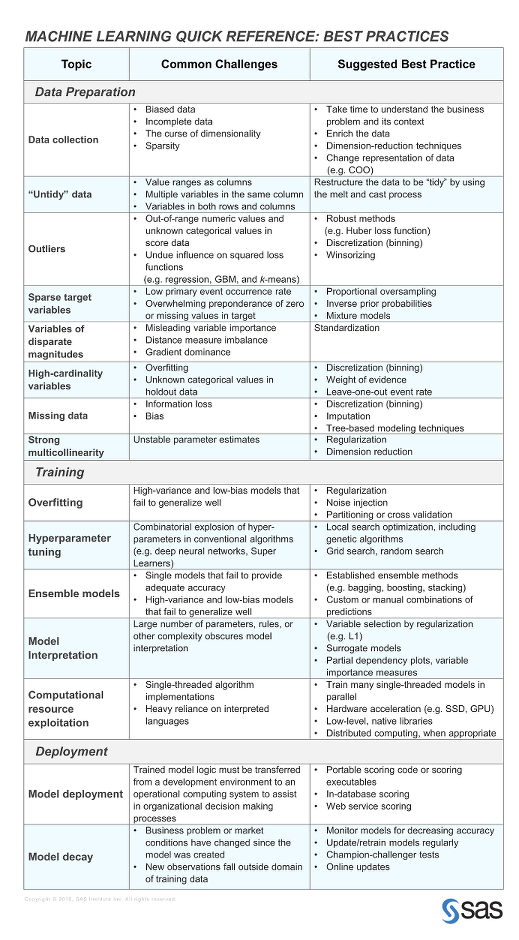 MACHINE LEARNING QUICK REFERENCE: BEST PRACTICES
Topic
Common Challenges
Suggested Best Practice
Data Preparation
Data collection
• Biased data
• Incomplete data
• The curse of dimensionality
• Sparsity
• Take time to understand the business
problem and its context
• Enrich the data
• Dimension-reduction techniques
• Change representation of data
(e.g. COO)
“Untidy” data
• Value ranges as columns
• Multiple variables in the same column
• Variables in both rows and columns
Restructure the data to be “tidy” by using
the melt and cast process
Outliers
• Out-of-range numeric values and
unknown categorical values in
score data
• Undue influence on squared loss
functions
(e.g. regression, GBM, and k-means)
• Robust methods
(e.g. Huber loss function)
• Discretization (binning)
• Winsorizing
Sparse target
variables
• Low primary event occurrence rate
• Overwhelming preponderance of zero
or missing values in target
• Proportional oversampling
• Inverse prior probabilities
• Mixture models
Variables of
disparate
magnitudes
• Misleading variable importance
• Distance measure imbalance
• Gradient dominance
Standardization
High-cardinality
variables
• Overfitting
• Unknown categorical values in
holdout data
• Discretization (binning)
• Weight of evidence
• Leave-one-out event rate
Missing data
• Information loss
• Bias
• Discretization (binning)
• Imputation
• Tree-based modeling techniques
Strong
multicollinearity
Unstable parameter estimates
• Regularization
• Dimension reduction
Training
Overfitting
High-variance and low-bias models that
fail to generalize well
• Regularization
• Noise injection
• Partitioning or cross validation
Hyperparameter
tuning
Combinatorial explosion of hyper-
parameters in conventional algorithms
(e.g. deep neural networks, Super
Learners)
• Local search optimization, including
genetic algorithms
• Grid search, random search
Ensemble models
• Single models that fail to provide
adequate accuracy
• High-variance and low-bias models
that fail to generalize well
• Established ensemble methods
(e.g. bagging, boosting, stacking)
• Custom or manual combinations of
predictions
Model
Interpretation
Large number of parameters, rules, or
other complexity obscures model
interpretation
• Variable selection by regularization
(e.g. L1)
• Surrogate models
• Partial dependency plots, variable
importance measures
Computational
resource
exploitation
• Single-threaded algorithm
implementations
• Heavy reliance on interpreted
languages
• Train many single-threaded models in
parallel
• Hardware acceleration (e.g. SSD, GPU)
• Low-level, native libraries
• Distributed computing, when appropriate
Deployment
Model deployment
Trained model logic must be transferred
from a development environment to an
operational computing system to assist
in organizational decision making
processes
• Portable scoring code or scoring
executables
• In-database scoring
• Web service scoring
Model decay
• Business problem or market
conditions have changed since the
model was created
• New observations fall outside domain
of training data
• Monitor models for decreasing accuracy
• Update/retrain models regularly
• Champion-challenger tests
• Online updates
Copyright © 2016, SAS Institute Inc. All rights reserved.
sas